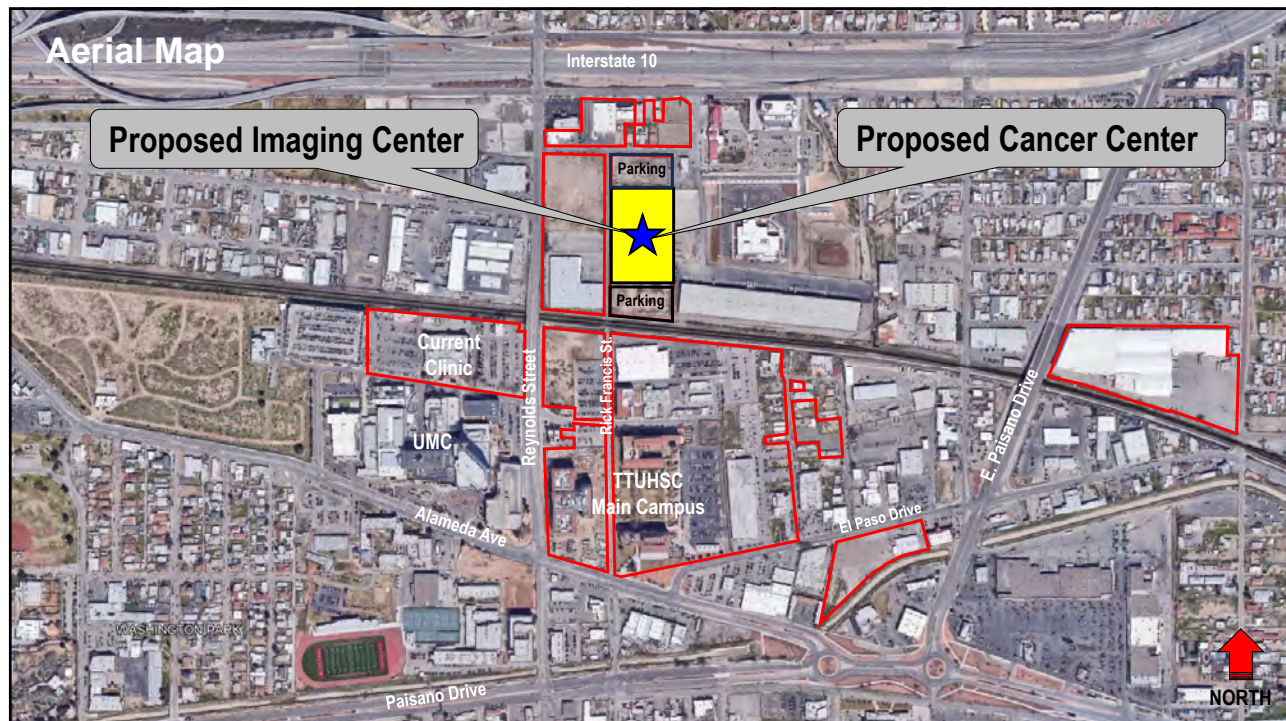 Aerial Map
Interstate 10
Proposed Imaging Center
Proposed Cancer Center
Parking
Parking
Current
Clinic
Reynolds Street
Rick Francis St.
UMC
TTUHSC
Main Campus
E. Paisano Drive
El Paso Drive
Alameda Ave
WASHINGTON PARK
Paisano Drive
NORTH